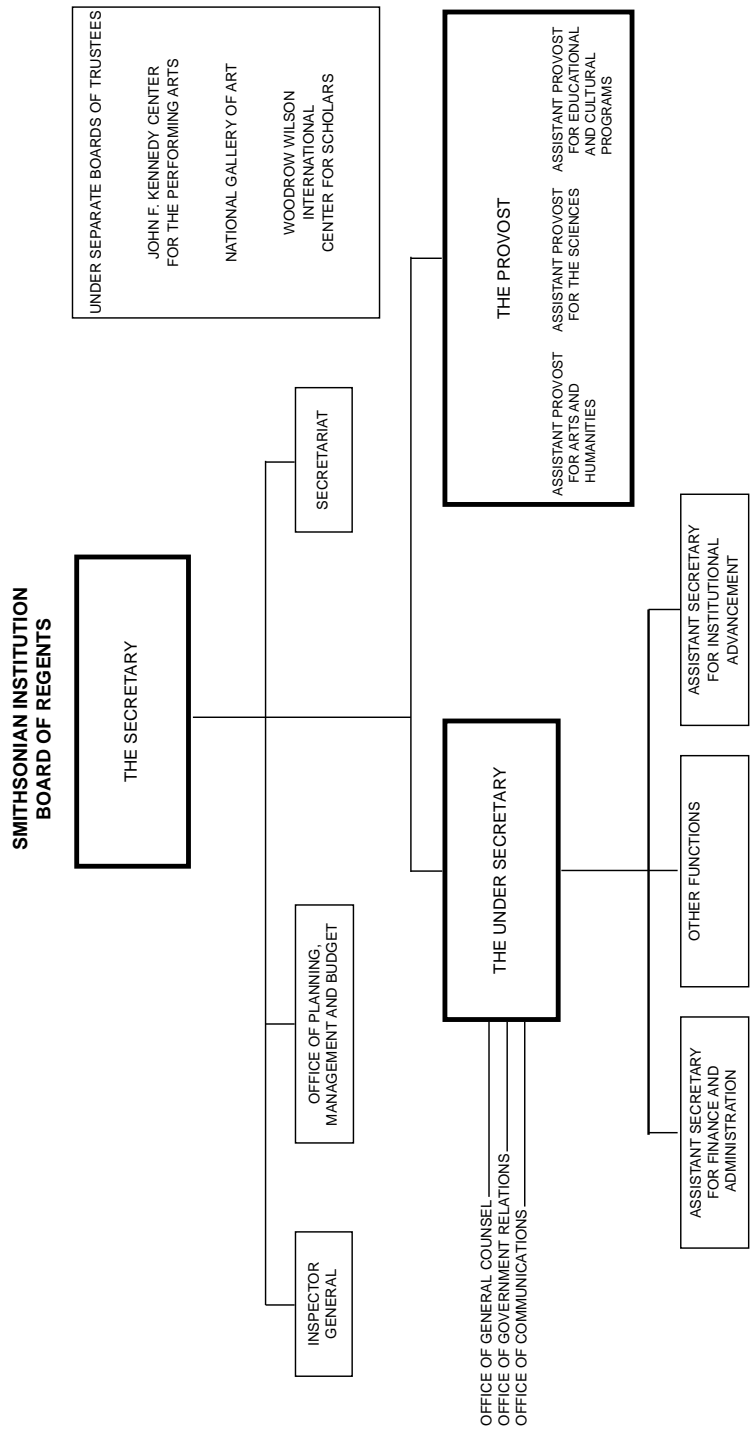 SMITHSONIAN INSTITUTION
BOARD OF REGENTS
THE SECRETARY
UNDER SEPARATE BOARDS OF TRUSTEES
JOHN F. KENNEDY CENTER
FOR THE PERFORMING ARTS
NATIONAL GALLERY OF ART
WOODROW WILSON
INTERNATIONAL
CENTER FOR SCHOLARS
INSPECTOR
GENERAL
OFFICE OF PLANNING,
MANAGEMENT AND BUDGET
SECRETARIAT
OFFICE OF GENERAL COUNSEL
OFFICE OF GOVERNMENT RELATIONS
OFFICE OF COMMUNICATIONS
THE UNDER SECRETARY
THE PROVOST
ASSISTANT PROVOST
FOR ARTS AND
HUMANITIES
ASSISTANT PROVOST
FOR THE SCIENCES
ASSISTANT PROVOST
FOR EDUCATIONAL
AND CULTURAL
PROGRAMS
ASSISTANT SECRETARY
FOR FINANCE AND
ADMINISTRATION
OTHER FUNCTIONS
ASSISTANT SECRETARY
FOR INSTITUTIONAL
ADVANCEMENT